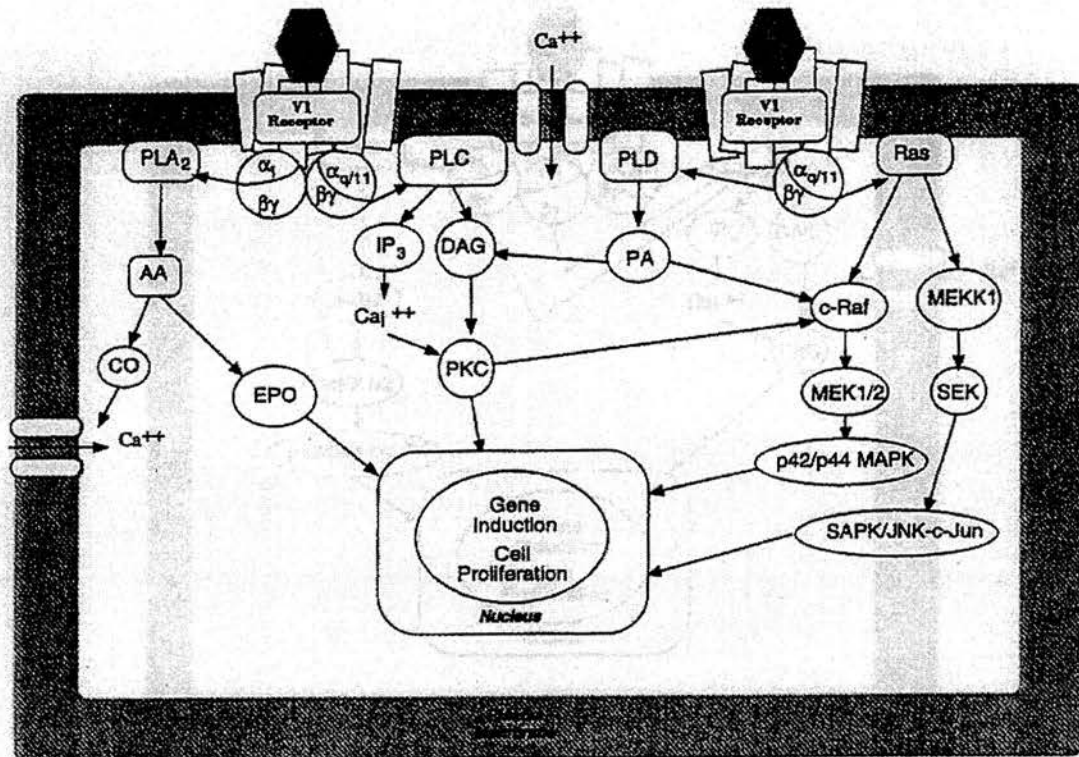 Ca++
V1
Receptor
V1
Receptor
PLA2
αi
βγ
αq/11
βγ
PLC
PLD
αq/11
βγ
Ras
AA
IP3
DAG
PA
c-Raf
MEKK1
Cai ++
CO
EPO
PKC
MEK1/2
SEK
Ca++
p42/p44 MAPK
Gene
Induction
Cell
Proliferation
Nucleus
SAPK/JNK-c-Jun